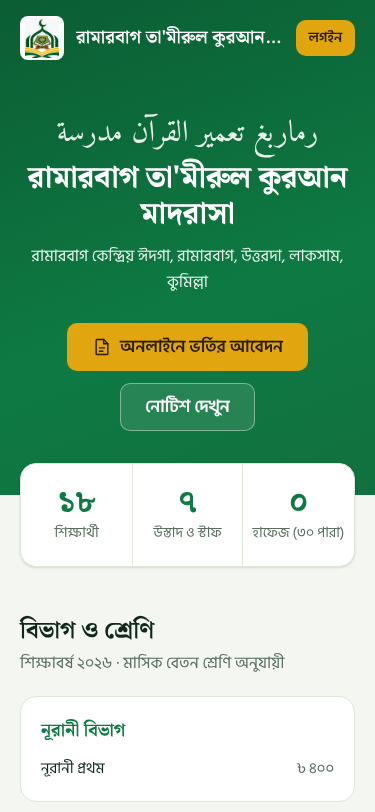 রামারবাগ তা'মীরুল কুরআন...
লগইন
رماربغ تعمير القرآن مدرسة
রামারবাগ তা'মীরুল কুরআন
মাদরাসা
রামারবাগ কেন্দ্রিয় ঈদগা, রামারবাগ, উত্তরদা, লাকসাম,
কুমিল্লা
অনলাইনে ভর্তির আবেদন
নোটিশ দেখুন
১৮
শিক্ষার্থী
৭
উস্তাদ ও স্টাফ
০
হাফেজ (৩০ পারা)
বিভাগ ও শ্রেণি
শিক্ষাবর্ষ ২০২৬ · মাসিক বেতন শ্রেণি অনুযায়ী
নূরানী বিভাগ
নূরানী প্রথম
৳ ৪০০